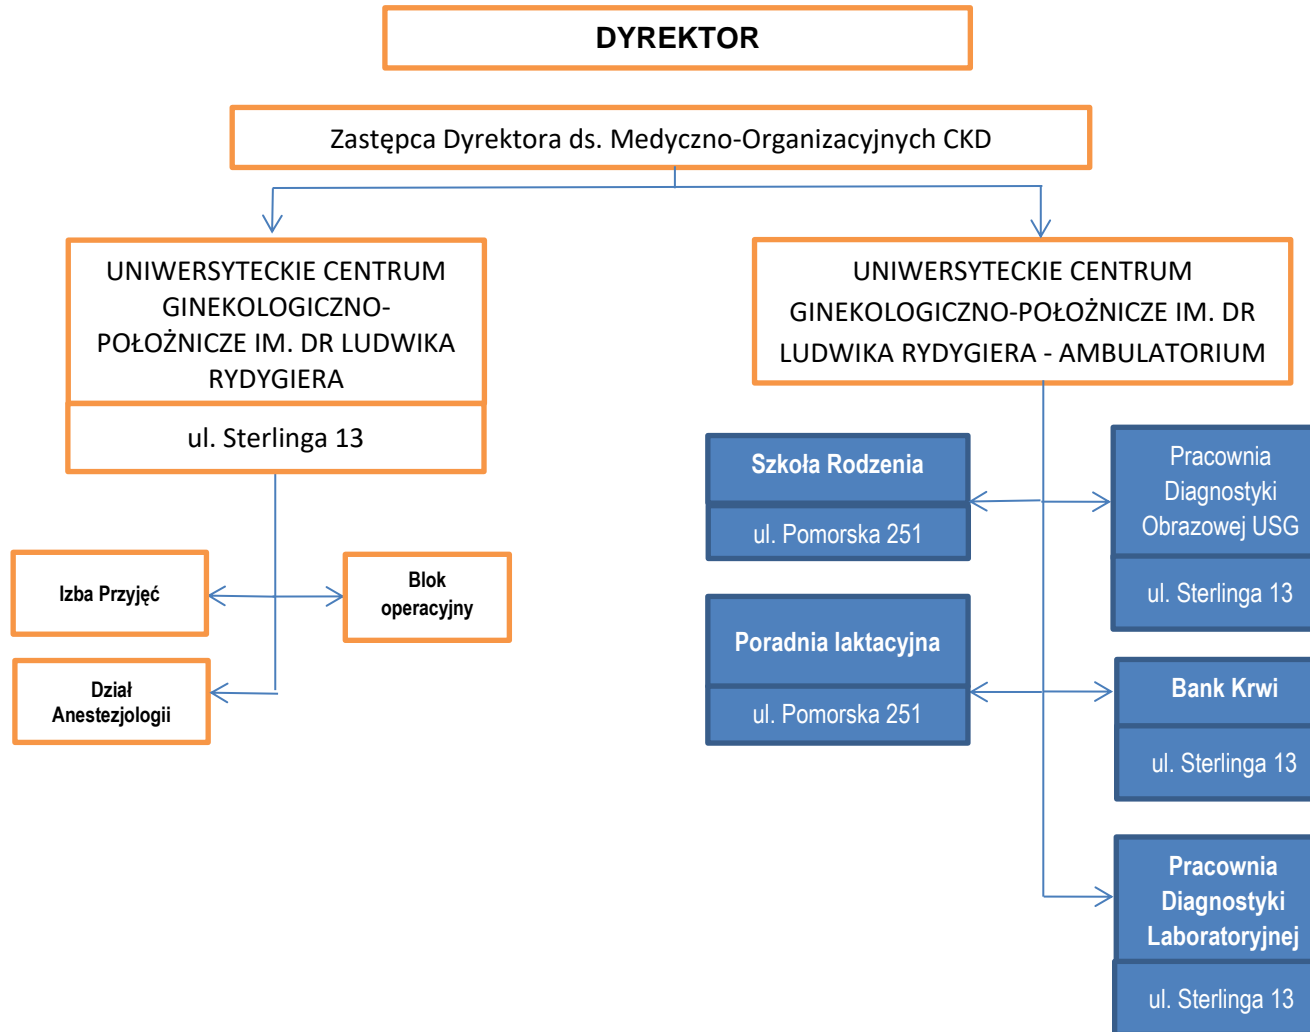 DYREKTOR
Zastępca Dyrektora ds. Medyczno-Organizacyjnych CKD
UNIWERSYTECKIE CENTRUM
GINEKOLOGICZNO-
POŁOŻNICZE IM. DR LUDWIKA
RYDYGIERA
ul. Sterlinga 13
Izba Przyjęć
Blok
operacyjny
Dział
Anestezjologii
UNIWERSYTECKIE CENTRUM
GINEKOLOGICZNO-POŁOŻNICZE IM. DR
LUDWIKA RYDYGIERA - AMBULATORIUM
Szkoła Rodzenia
ul. Pomorska 251
Pracownia
Diagnostyki
Obrazowej USG
ul. Sterlinga 13
Poradnia laktacyjna
ul. Pomorska 251
Bank Krwi
ul. Sterlinga 13
Pracownia
Diagnostyki
Laboratoryjnej
ul. Sterlinga 13